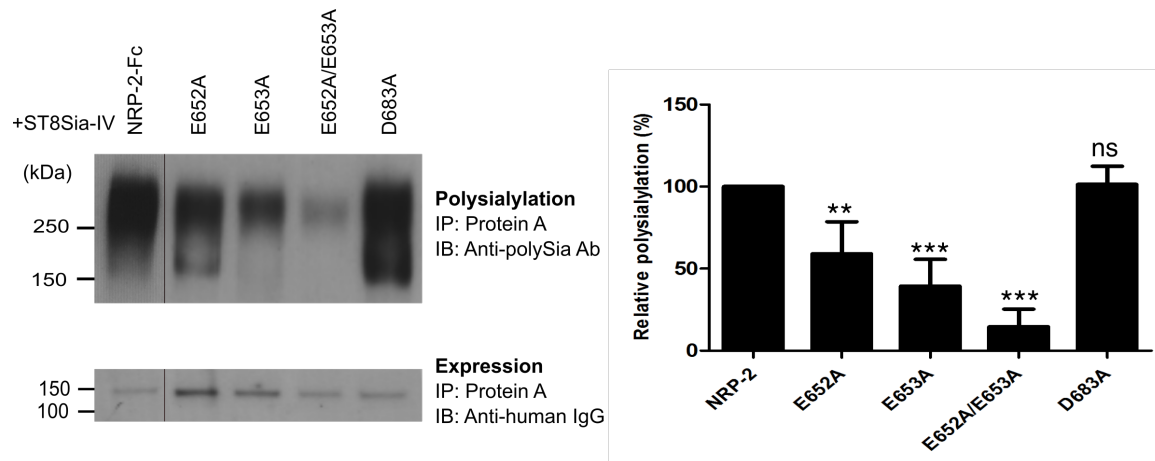 +ST8Sia-IV
NRP-2-Fc
E652A
E653A
E652A/E653A
D683A
(kDa)
250
150
Polysialylation
IP: Protein A
IB: Anti-polySia Ab
150
100
Expression
IP: Protein A
IB: Anti-human IgG
Relative polysialylation (%)
150
100
50
0
**
***
***
ns
NRP-2
E652A
E653A
E652A/E653A
D683A